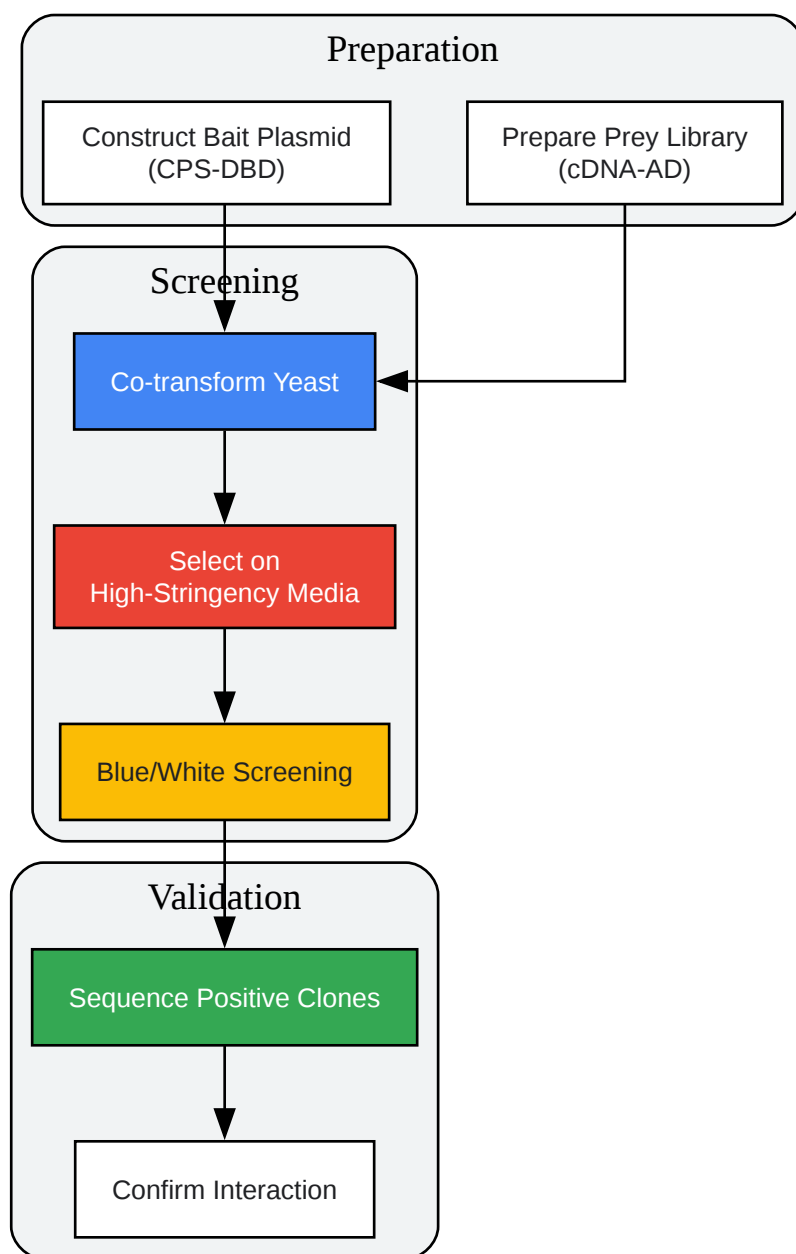 Preparation
Construct Bait Plasmid
(CPS-DBD)
Prepare Prey Library
(cDNA-AD)
Screening
Co-transform Yeast
Select on
High-Stringency Media
Blue/White Screening
Validation
Sequence Positive Clones
Confirm Interaction